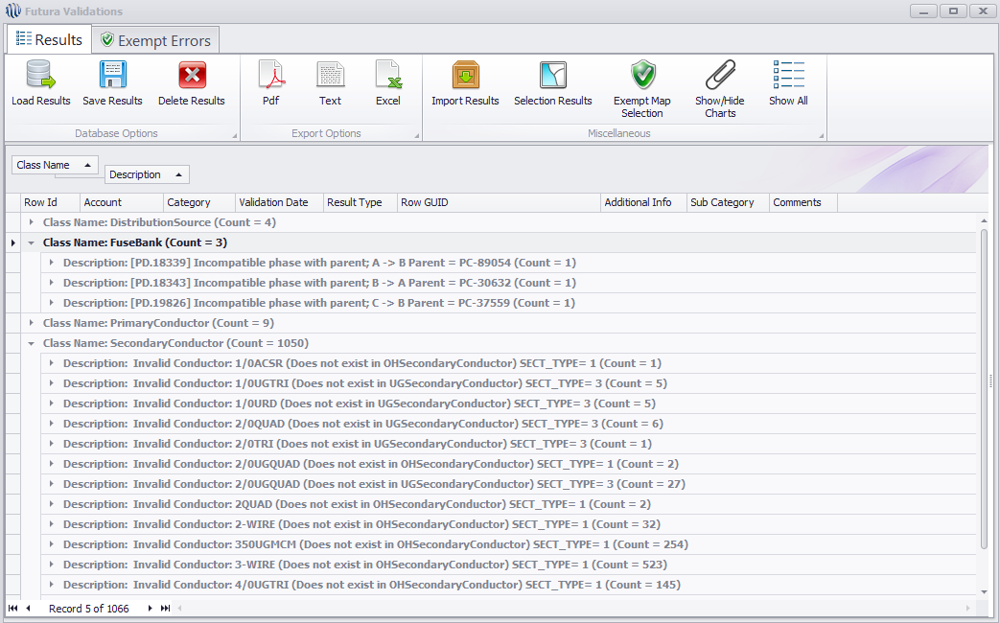 Futura Validations
Results
Exempt Errors
Load Results
Save Results
Delete Results
Pdf
Text
Excel
Import Results
Selection Results
Exempt Map
Selection
Show/Hide
Charts
Show All
Database Options
Export Options
Miscellaneous
Class Name
Description
Row Id
Account
Category
Validation Date
Result Type
Row GUID
Additional Info
Sub Category
Comments
Class Name: DistributionSource (Count = 4)
Class Name: FuseBank (Count = 3)
Description: [PD.18339] Incompatible phase with parent; A -> B Parent = PC-89054 (Count = 1)
Description: [PD.18343] Incompatible phase with parent; B -> A Parent = PC-30632 (Count = 1)
Description: [PD.19826] Incompatible phase with parent; C -> B Parent = PC-37559 (Count = 1)
Class Name: PrimaryConductor (Count = 9)
Class Name: SecondaryConductor (Count = 1050)
Description: Invalid Conductor: 1/0ACSR (Does not exist in OHSecondaryConductor) SECT_TYPE= 1 (Count = 1)
Description: Invalid Conductor: 1/0UGTRI (Does not exist in UGSecondaryConductor) SECT_TYPE= 3 (Count = 5)
Description: Invalid Conductor: 1/0URD (Does not exist in UGSecondaryConductor) SECT_TYPE= 3 (Count = 5)
Description: Invalid Conductor: 2/0QUAD (Does not exist in UGSecondaryConductor) SECT_TYPE= 3 (Count = 6)
Description: Invalid Conductor: 2/0TRI (Does not exist in UGSecondaryConductor) SECT_TYPE= 3 (Count = 1)
Description: Invalid Conductor: 2/0UGQUAD (Does not exist in OHSecondaryConductor) SECT_TYPE= 1 (Count = 2)
Description: Invalid Conductor: 2/0UGQUAD (Does not exist in UGSecondaryConductor) SECT_TYPE= 3 (Count = 27)
Description: Invalid Conductor: 2QUAD (Does not exist in OHSecondaryConductor) SECT_TYPE= 1 (Count = 2)
Description: Invalid Conductor: 2-WIRE (Does not exist in OHSecondaryConductor) SECT_TYPE= 1 (Count = 32)
Description: Invalid Conductor: 350UGMCM (Does not exist in OHSecondaryConductor) SECT_TYPE= 1 (Count = 254)
Description: Invalid Conductor: 3-WIRE (Does not exist in OHSecondaryConductor) SECT_TYPE= 1 (Count = 523)
Description: Invalid Conductor: 4/0UGTRI (Does not exist in OHSecondaryConductor) SECT_TYPE= 1 (Count = 145)
Record 5 of 1066